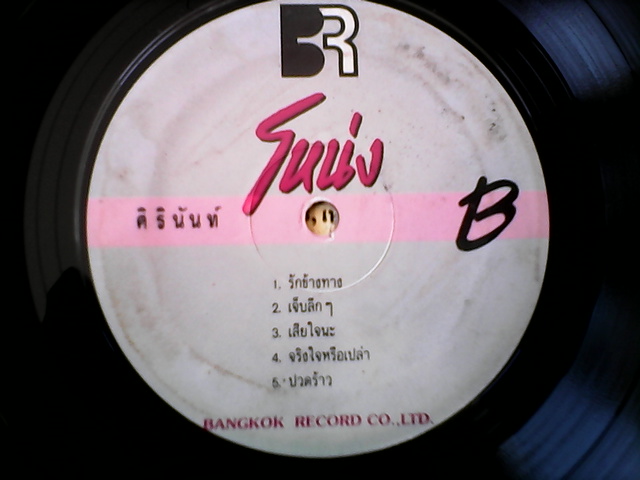 BR
โหน่ง
ศิรินันท์
B
1. รักข้างทาง
2. เจ็บลึกๆ
3. เสียใจนะ
4. จริงใจหรือเปล่า
5. ปวดร้าว
BANGKOK RECORD CO.,LTD.